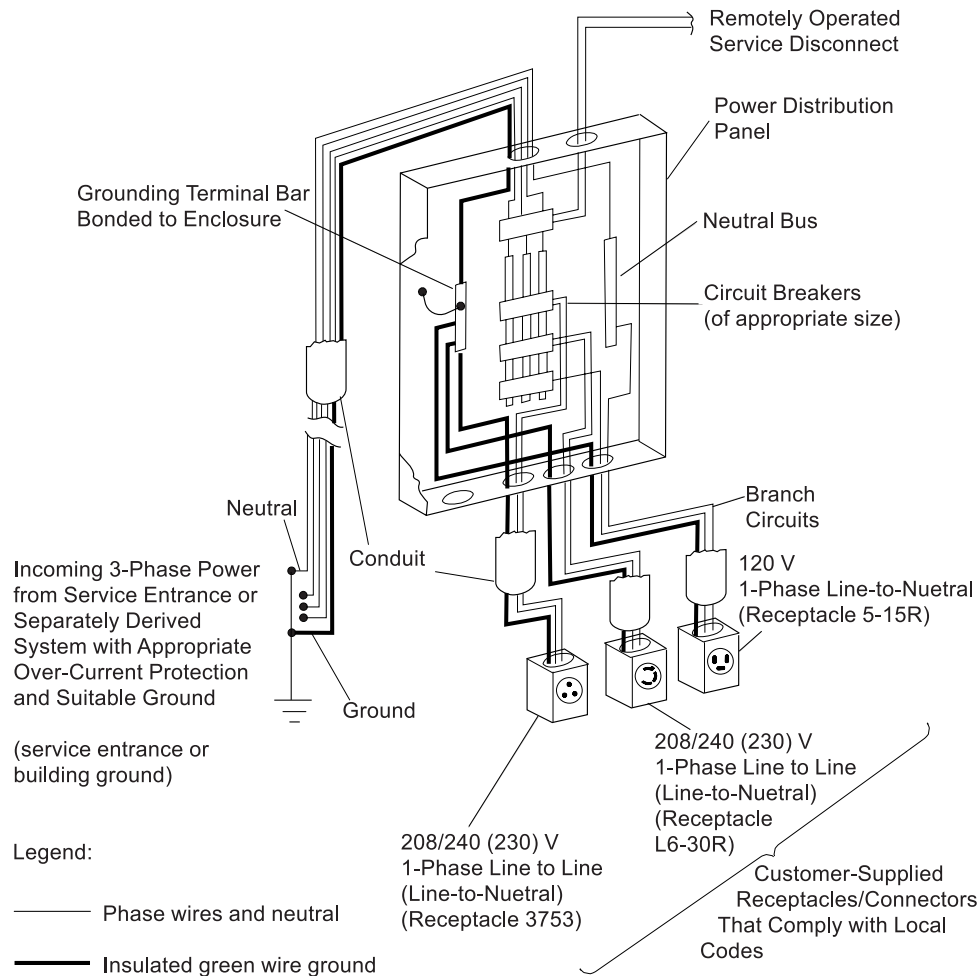 Remotely Operated
Service Disconnect
Power Distribution
Panel
Grounding Terminal Bar
Bonded to Enclosure
Neutral Bus
Circuit Breakers
(of appropriate size)
Neutral
Branch
Circuits
Conduit
Incoming 3-Phase Power
from Service Entrance or
Separately Derived
System with Appropriate
Over-Current Protection
and Suitable Ground
(service entrance or
building ground)
120 V
1-Phase Line-to-Nuetral
(Receptacle 5-15R)
Ground
208/240 (230) V
1-Phase Line to Line
(Line-to-Nuetral)
(Receptacle
L6-30R)
208/240 (230) V
1-Phase Line to Line
(Line-to-Nuetral)
(Receptacle 3753)
Customer-Supplied
Receptacles/Connectors
That Comply with Local
Codes
Legend:
Phase wires and neutral
Insulated green wire ground